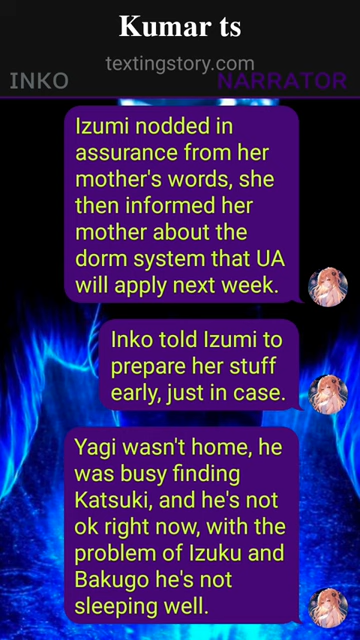 Kumar ts
textingstory.com
INKO NARRATOR
Izumi nodded in
assurance from her
mother's words, she
then informed her
mother about the
dorm system that UA
will apply next week.
Inko told Izumi to
prepare her stuff
early, just in case.
Yagi wasn't home, he
was busy finding
Katsuki, and he's not
ok right now, with the
problem of Izuku and
Bakugo he's not
sleeping well.